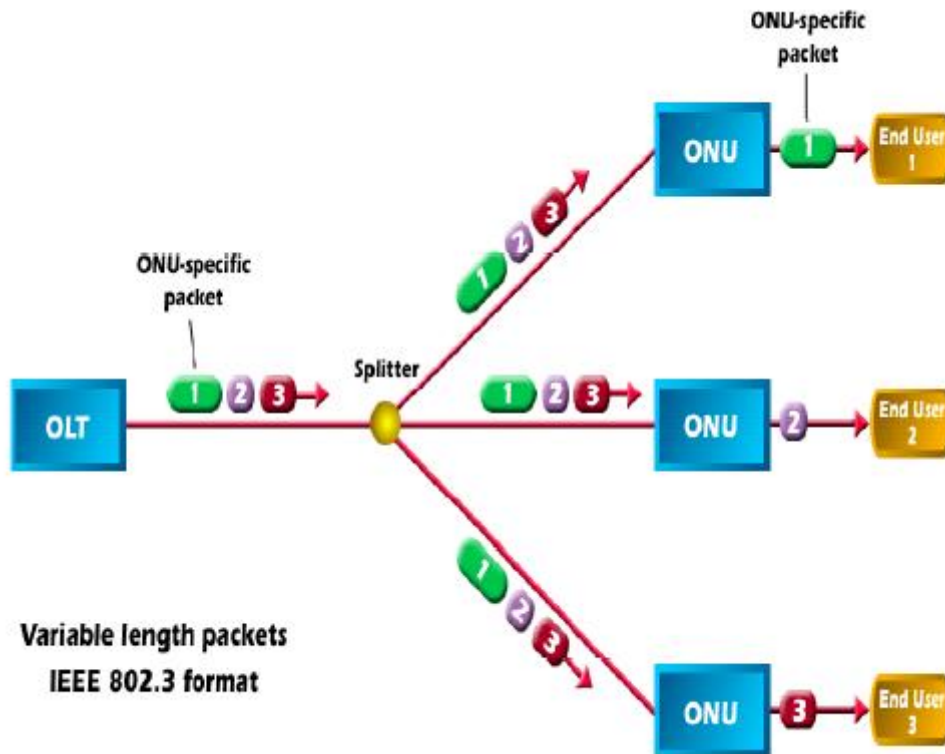 ONU-specific
packet
ONU
1
End User
1
3
2
1
ONU-specific
packet
Splitter
1 2 3
OLT
1 2 3
ONU
2
End User
2
1
2
3
Variable length packets
IEEE 802.3 format
ONU
3
End User
3